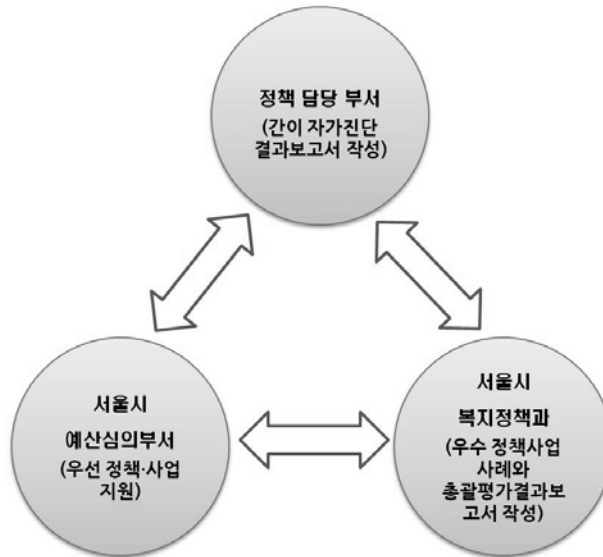 정책 담당 부서
(간이 자가진단
결과보고서 작성)
서울시
예산심의부서
(우선 정책·사업
지원)
서울시
복지정책과
(우수 정책사업
사례와
총괄평가결과보
고서 작성)